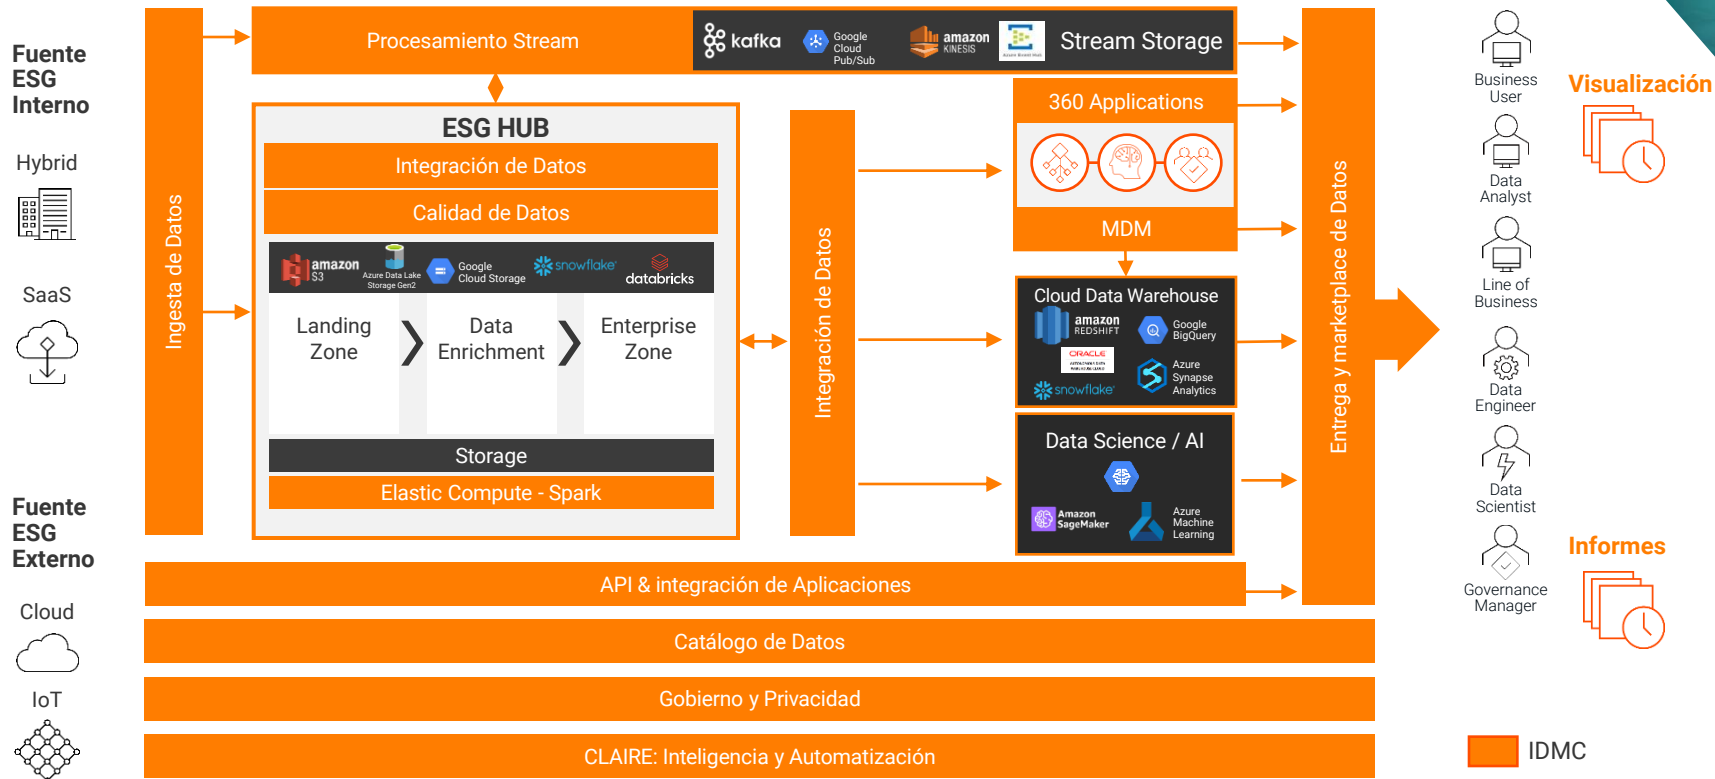 Fuente
ESG
Interno
Hybrid
SaaS
Fuente
ESG
Externo
Cloud
IoT
Ingesta de Datos
Procesamiento Stream
kafka
Google
Cloud
Pub/Sub
amazon
KINESIS
Stream Storage
ESG HUB
Integración de Datos
Calidad de Datos
amazon
S3
Azure Data Lake
Storage Gen2
Google
Cloud Storage
snowflake
databricks
Landing
Zone
Data
Enrichment
Enterprise
Zone
Storage
Elastic Compute - Spark
Integración de Datos
360 Applications
MDM
Cloud Data Warehouse
amazon
REDSHIFT
Google
BigQuery
ORACLE
Azure
Synapse
Analytics
snowflake
Data Science / AI
Amazon
SageMaker
Azure
Machine
Learning
Entrega y marketplace de Datos
API & integración de Aplicaciones
Catálogo de Datos
Gobierno y Privacidad
CLAIRE: Inteligencia y Automatización
Business
User
Data
Analyst
Line of
Business
Data
Engineer
Data
Scientist
Governance
Manager
Visualización
Informes
IDMC